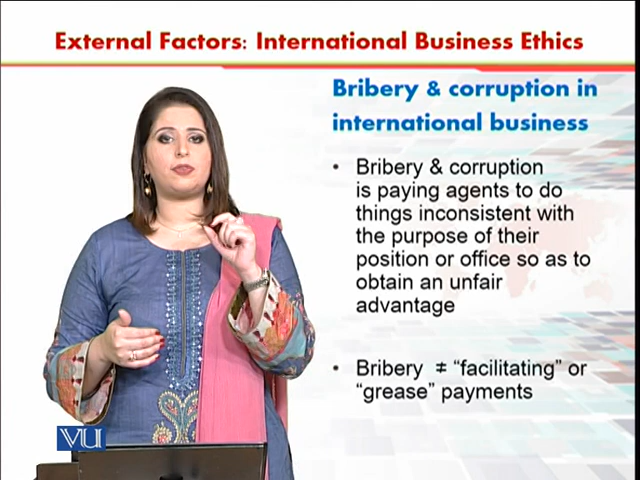 External Factors: International Business Ethics
Bribery & corruption in
international business
• Bribery & corruption
is paying agents to do
things inconsistent with
the purpose of their
position or office so as to
obtain an unfair
advantage
• Bribery ≠ “facilitating” or
“grease” payments
VU